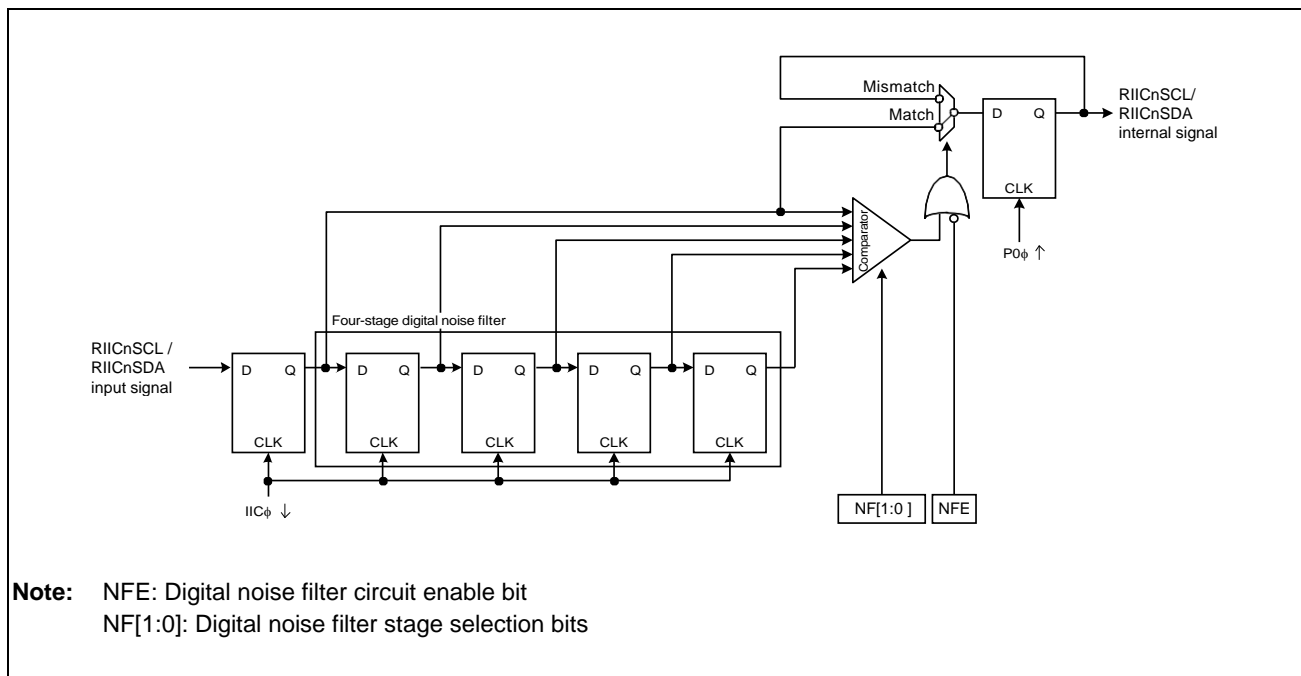 Mismatch
Match
D Q
CLK
P0ϕ ↑
RIICnSCL/
RIICnSDA
internal signal
Comparator
Four-stage digital noise filter
RIICnSCL /
RIICnSDA
input signal
D Q
CLK
D Q
CLK
D Q
CLK
D Q
CLK
D Q
CLK
IICϕ ↓
NF[1:0 ]
NFE
Note: NFE: Digital noise filter circuit enable bit
NF[1:0]: Digital noise filter stage selection bits